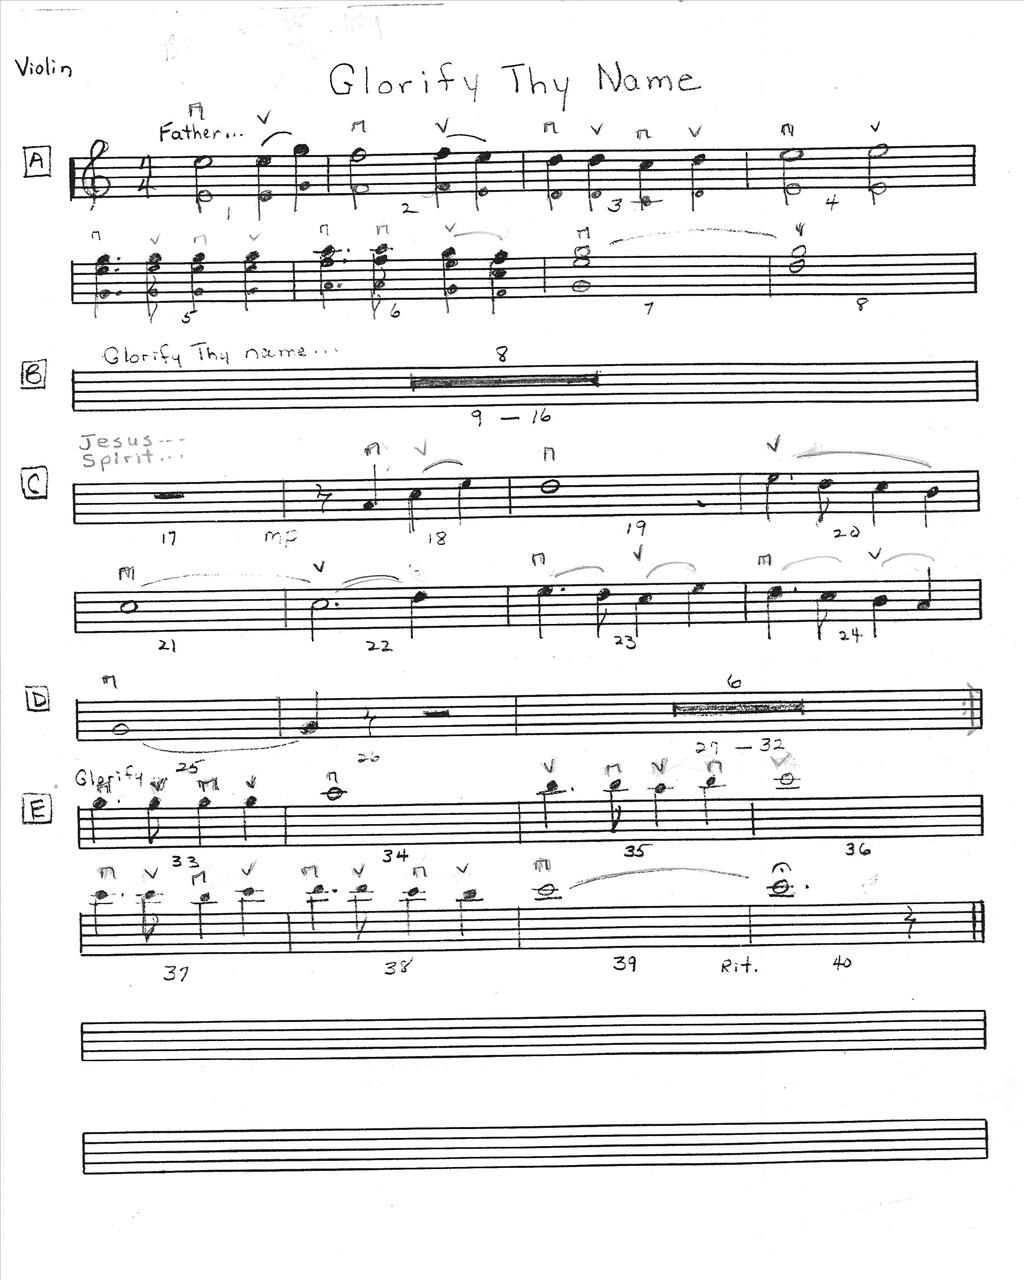 Violin
Glorify Thy Name
Father...
A
4
4
1 2 3 4
5 6 7 8
Glorify Thy name...
B
8
9 — 16
Jesus...
Spirit...
C
17 mp 18 19 20
21 22 23 24
D
6
25 26 27 — 32
Glorify
E
33 34 35 36
37 38 39 Rit. 40